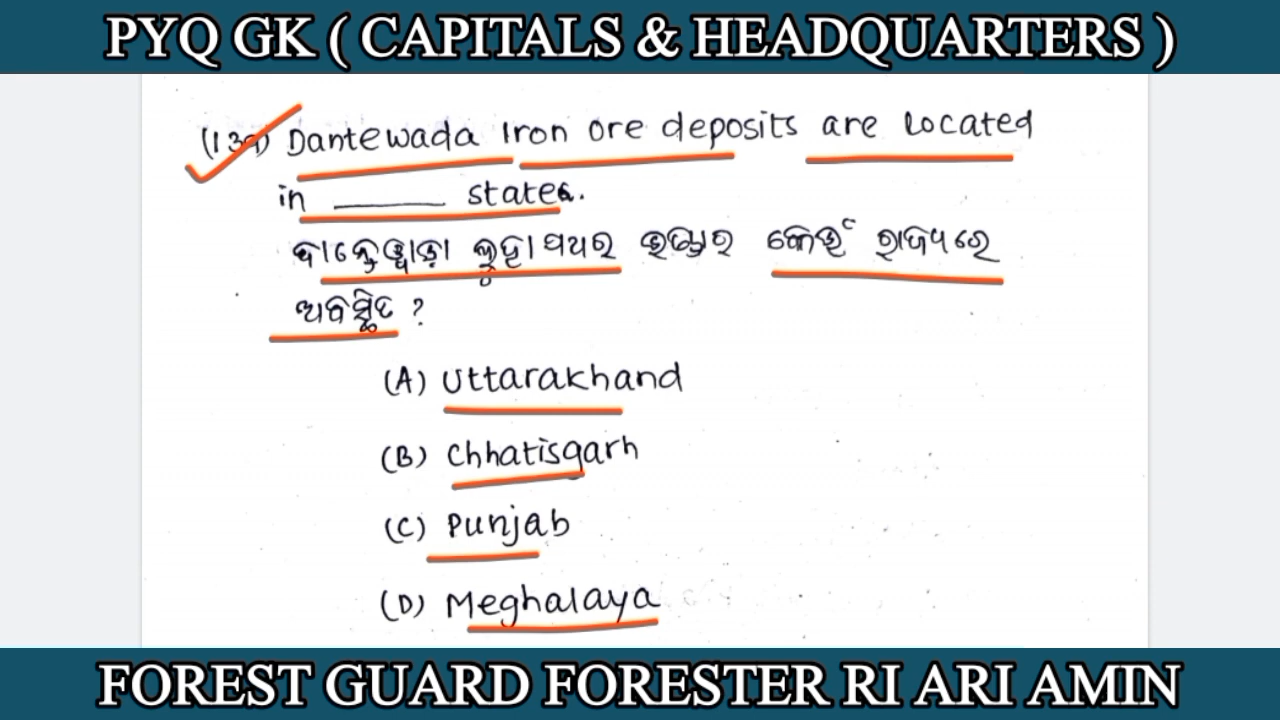 PYQ GK ( CAPITALS & HEADQUARTERS )
(139) Dantewada Iron ore deposits are located
in ______ states.
ଦାନ୍ତେୱାଡ଼ା ଲୁହା ପଥର ଭଣ୍ଡାର କେଉଁ ରାଜ୍ୟରେ
ଅବସ୍ଥିତ ?
(A) Uttarakhand
(B) Chhatisgarh
(C) Punjab
(D) Meghalaya
FOREST GUARD FORESTER RI ARI AMIN